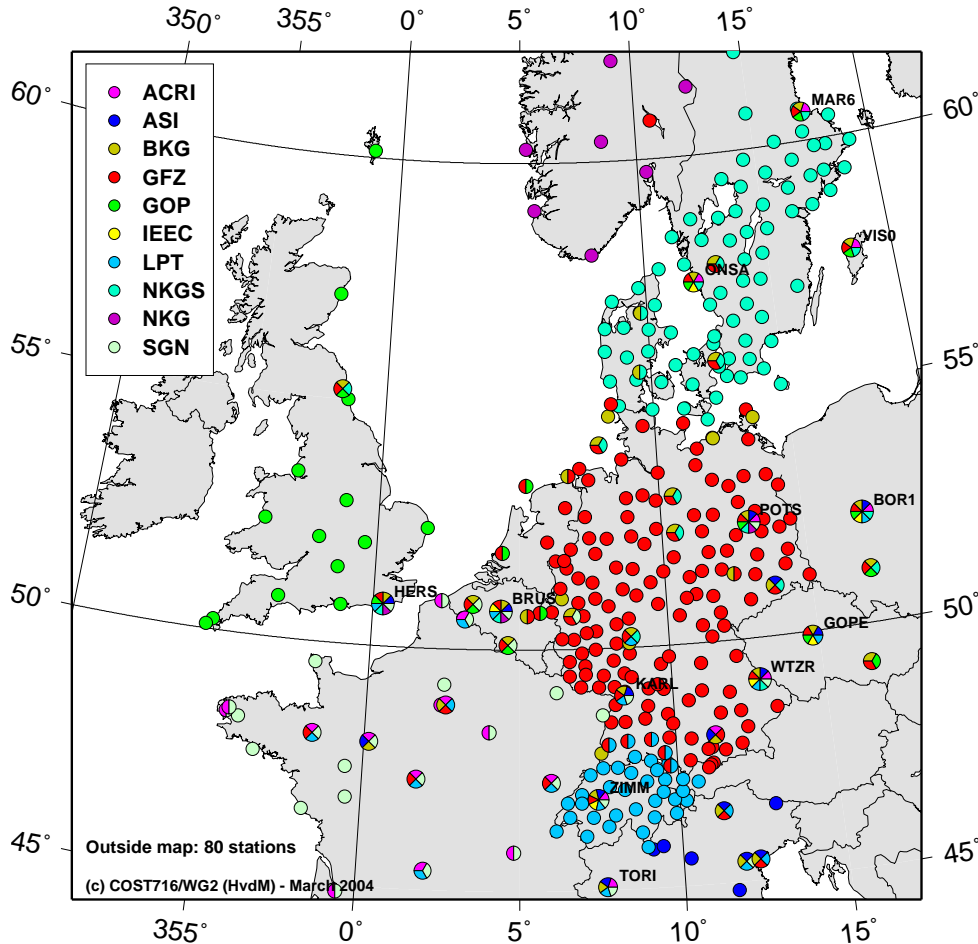 350° 355° 0° 5° 10° 15°
60° 60°
55° 55°
50° 50°
45° 45°
ACRI
ASI
BKG
GFZ
GOP
IEEC
LPT
NKGS
NKG
SGN
MAR6
VIS0
ONSA
BOR1
POTS
HERS
BRUS
GOPE
WTZR
KARL
ZIMM
TORI
Outside map: 80 stations
(c) COST716/WG2 (HvdM) - March 2004
355° 0° 5° 10° 15°